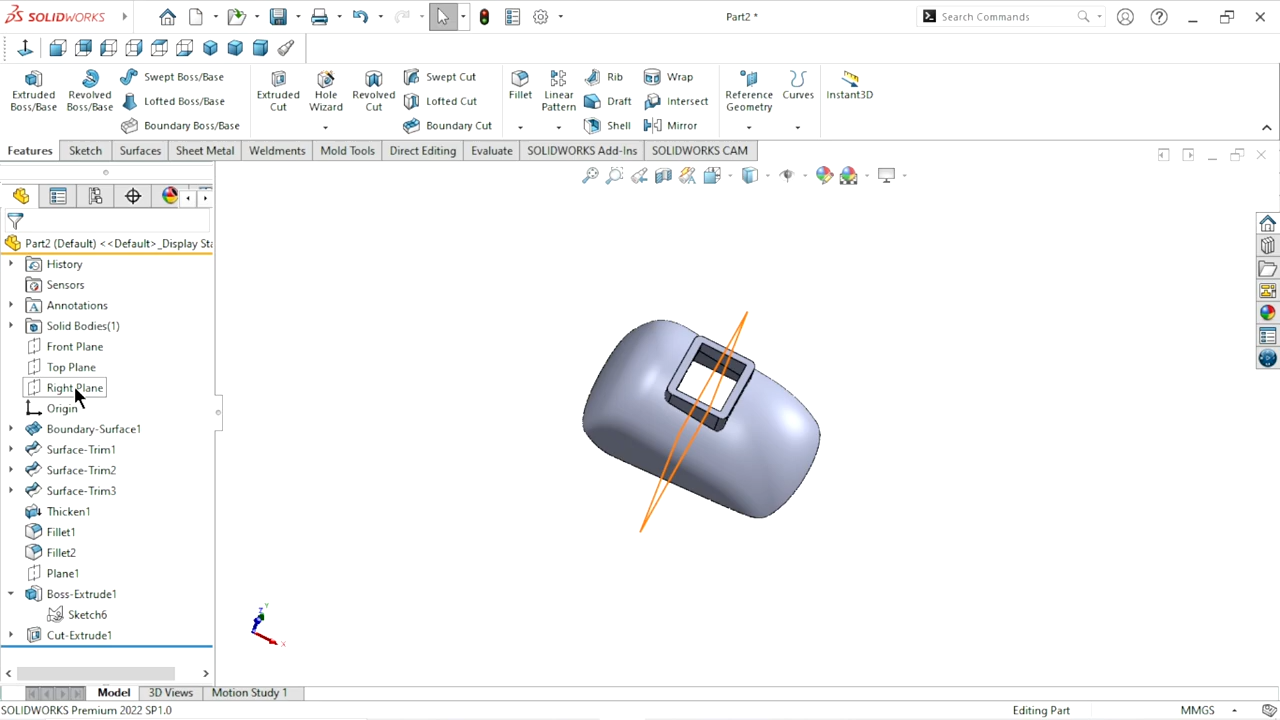 SOLIDWORKS
Part2 *
Search Commands
Extruded Boss/Base
Revolved Boss/Base
Swept Boss/Base
Lofted Boss/Base
Boundary Boss/Base
Extruded Cut
Hole Wizard
Revolved Cut
Swept Cut
Lofted Cut
Boundary Cut
Fillet
Linear Pattern
Rib
Draft
Shell
Wrap
Intersect
Mirror
Reference Geometry
Curves
Instant3D
Features Sketch Surfaces Sheet Metal Weldments Mold Tools Direct Editing Evaluate SOLIDWORKS Add-Ins SOLIDWORKS CAM
Part2 (Default) <<Default>_Display Sta
History
Sensors
Annotations
Solid Bodies(1)
Front Plane
Top Plane
Right Plane
Origin
Boundary-Surface1
Surface-Trim1
Surface-Trim2
Surface-Trim3
Thicken1
Fillet1
Fillet2
Plane1
Boss-Extrude1
Sketch6
Cut-Extrude1
Y
Z
X
Model 3D Views Motion Study 1
SOLIDWORKS Premium 2022 SP1.0
Editing Part
MMGS